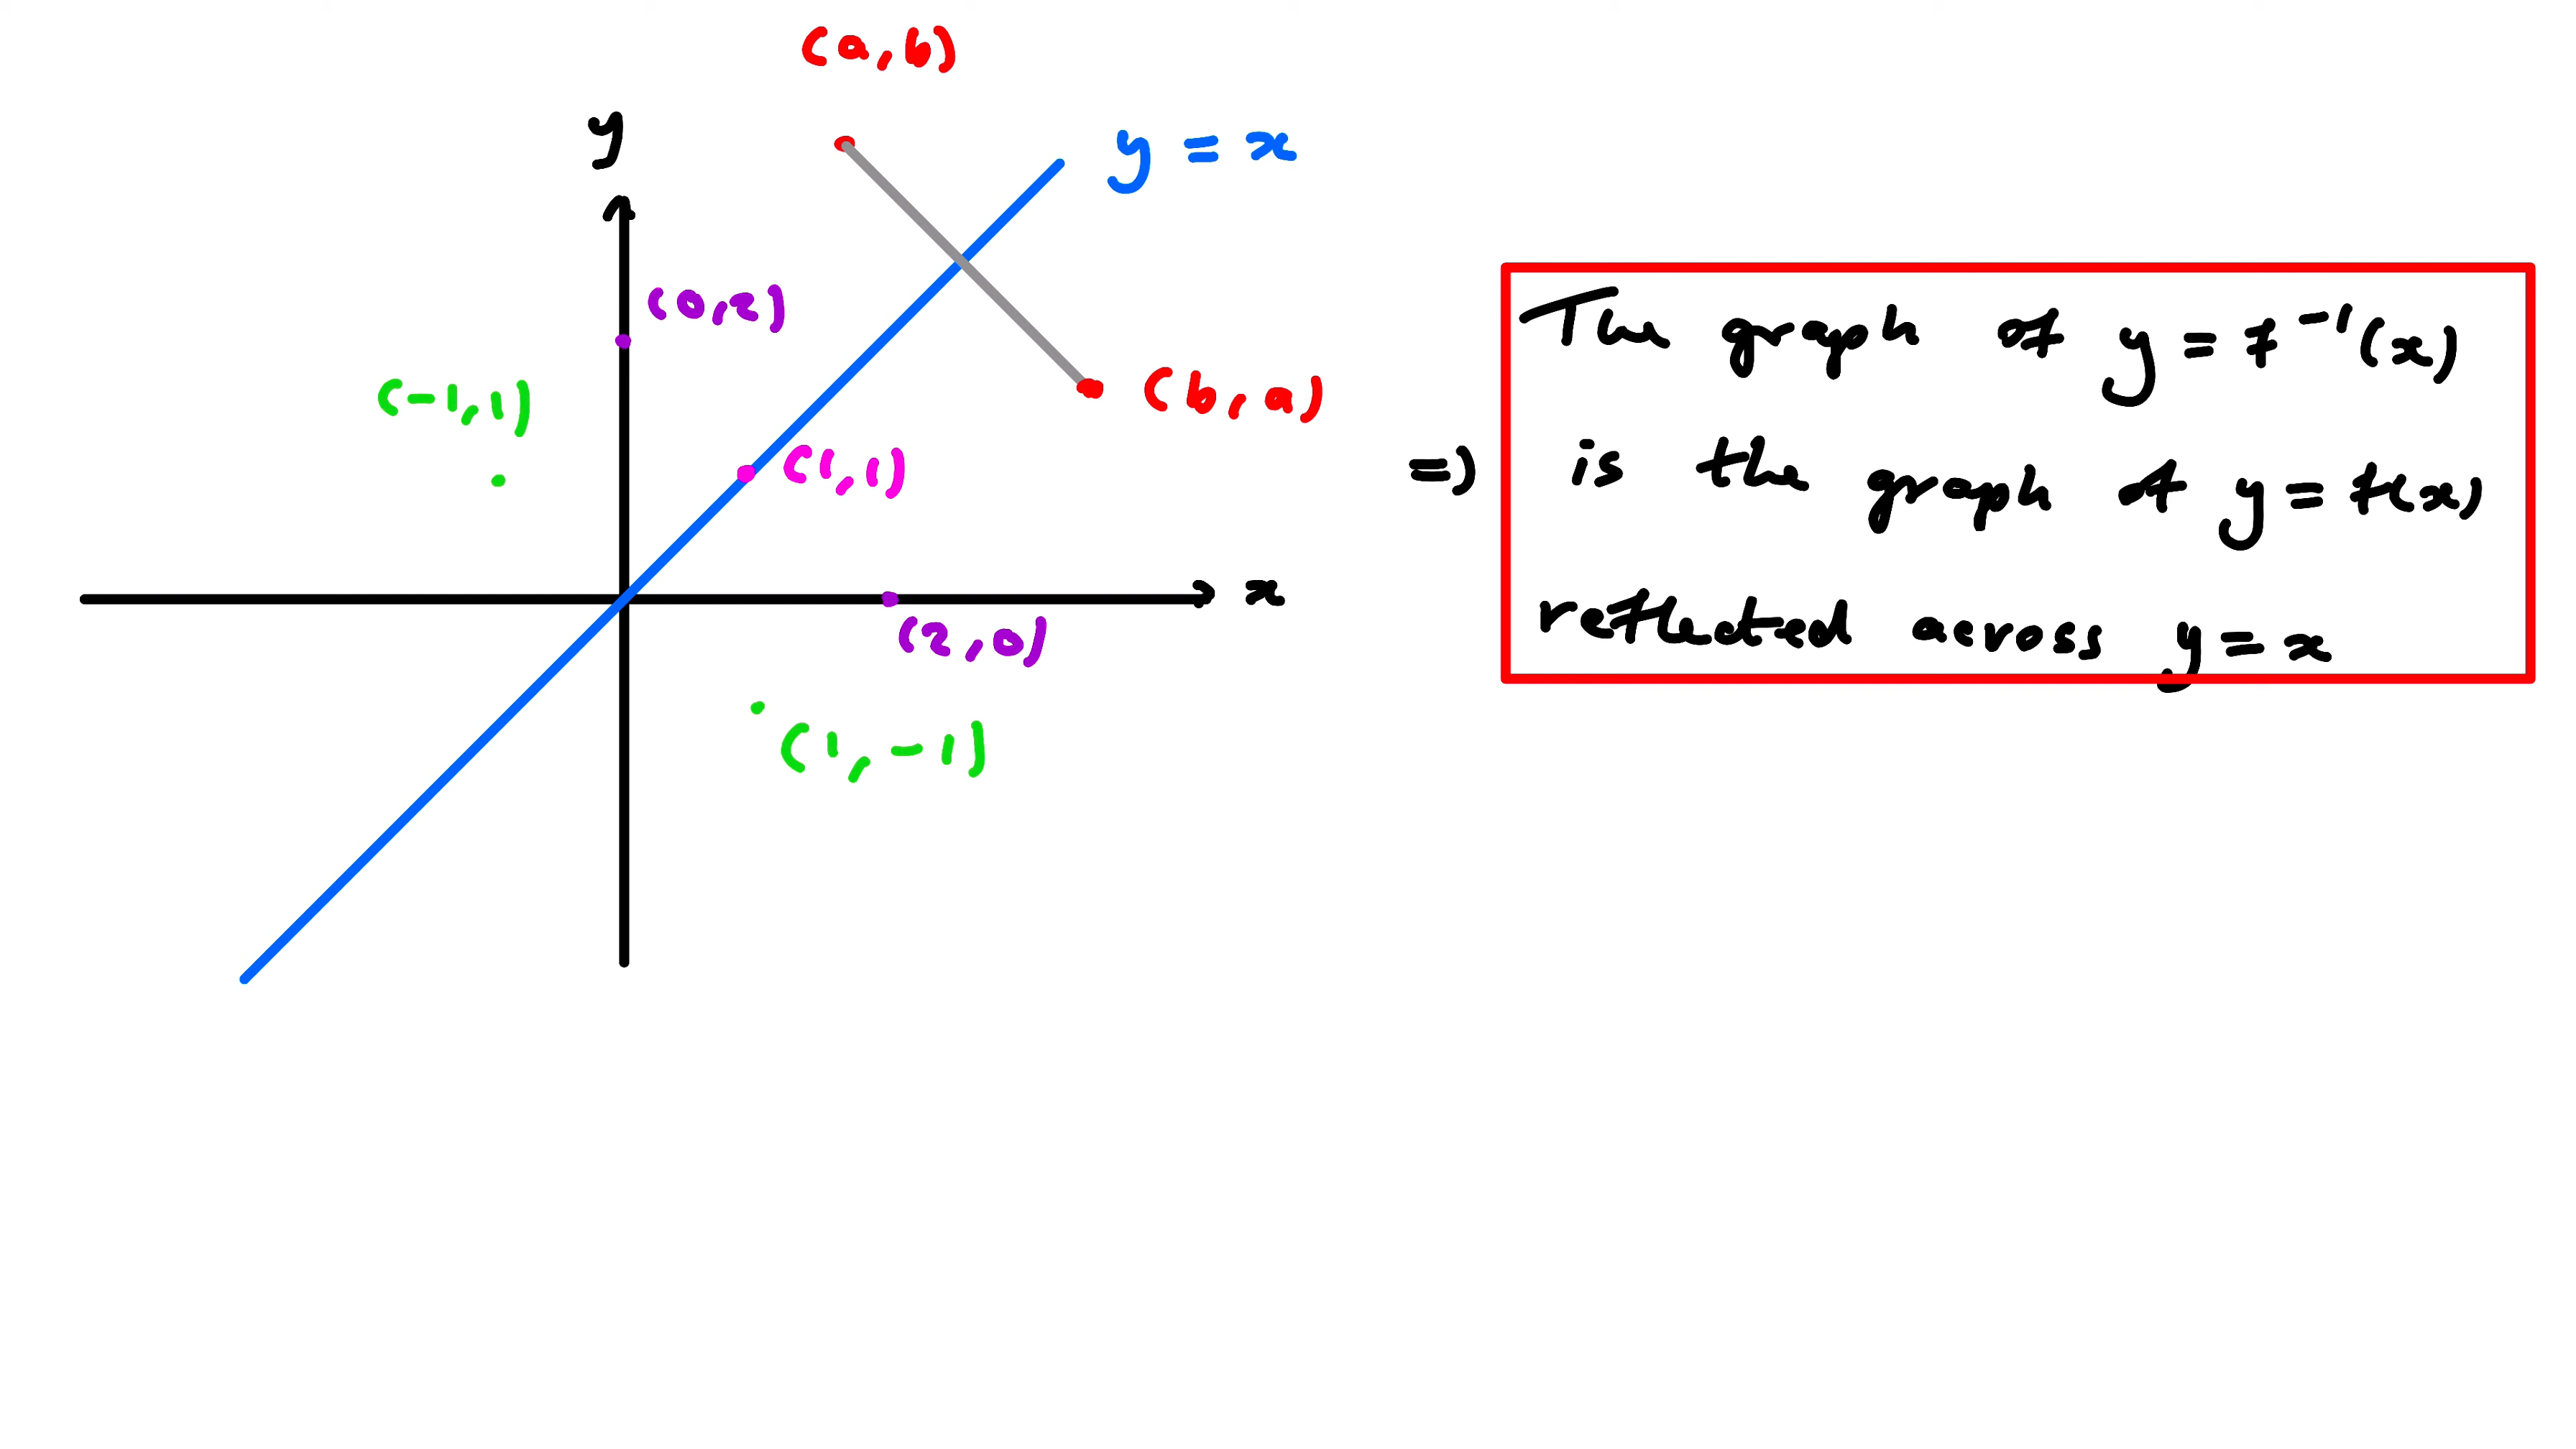 (a,b)
y
y = x
(0,2)
(-1,1)
(b,a)
(1,1)
x
(2,0)
(1,-1)
The graph of y = f⁻¹(x)
=> is the graph of y = f(x)
reflected across y = x